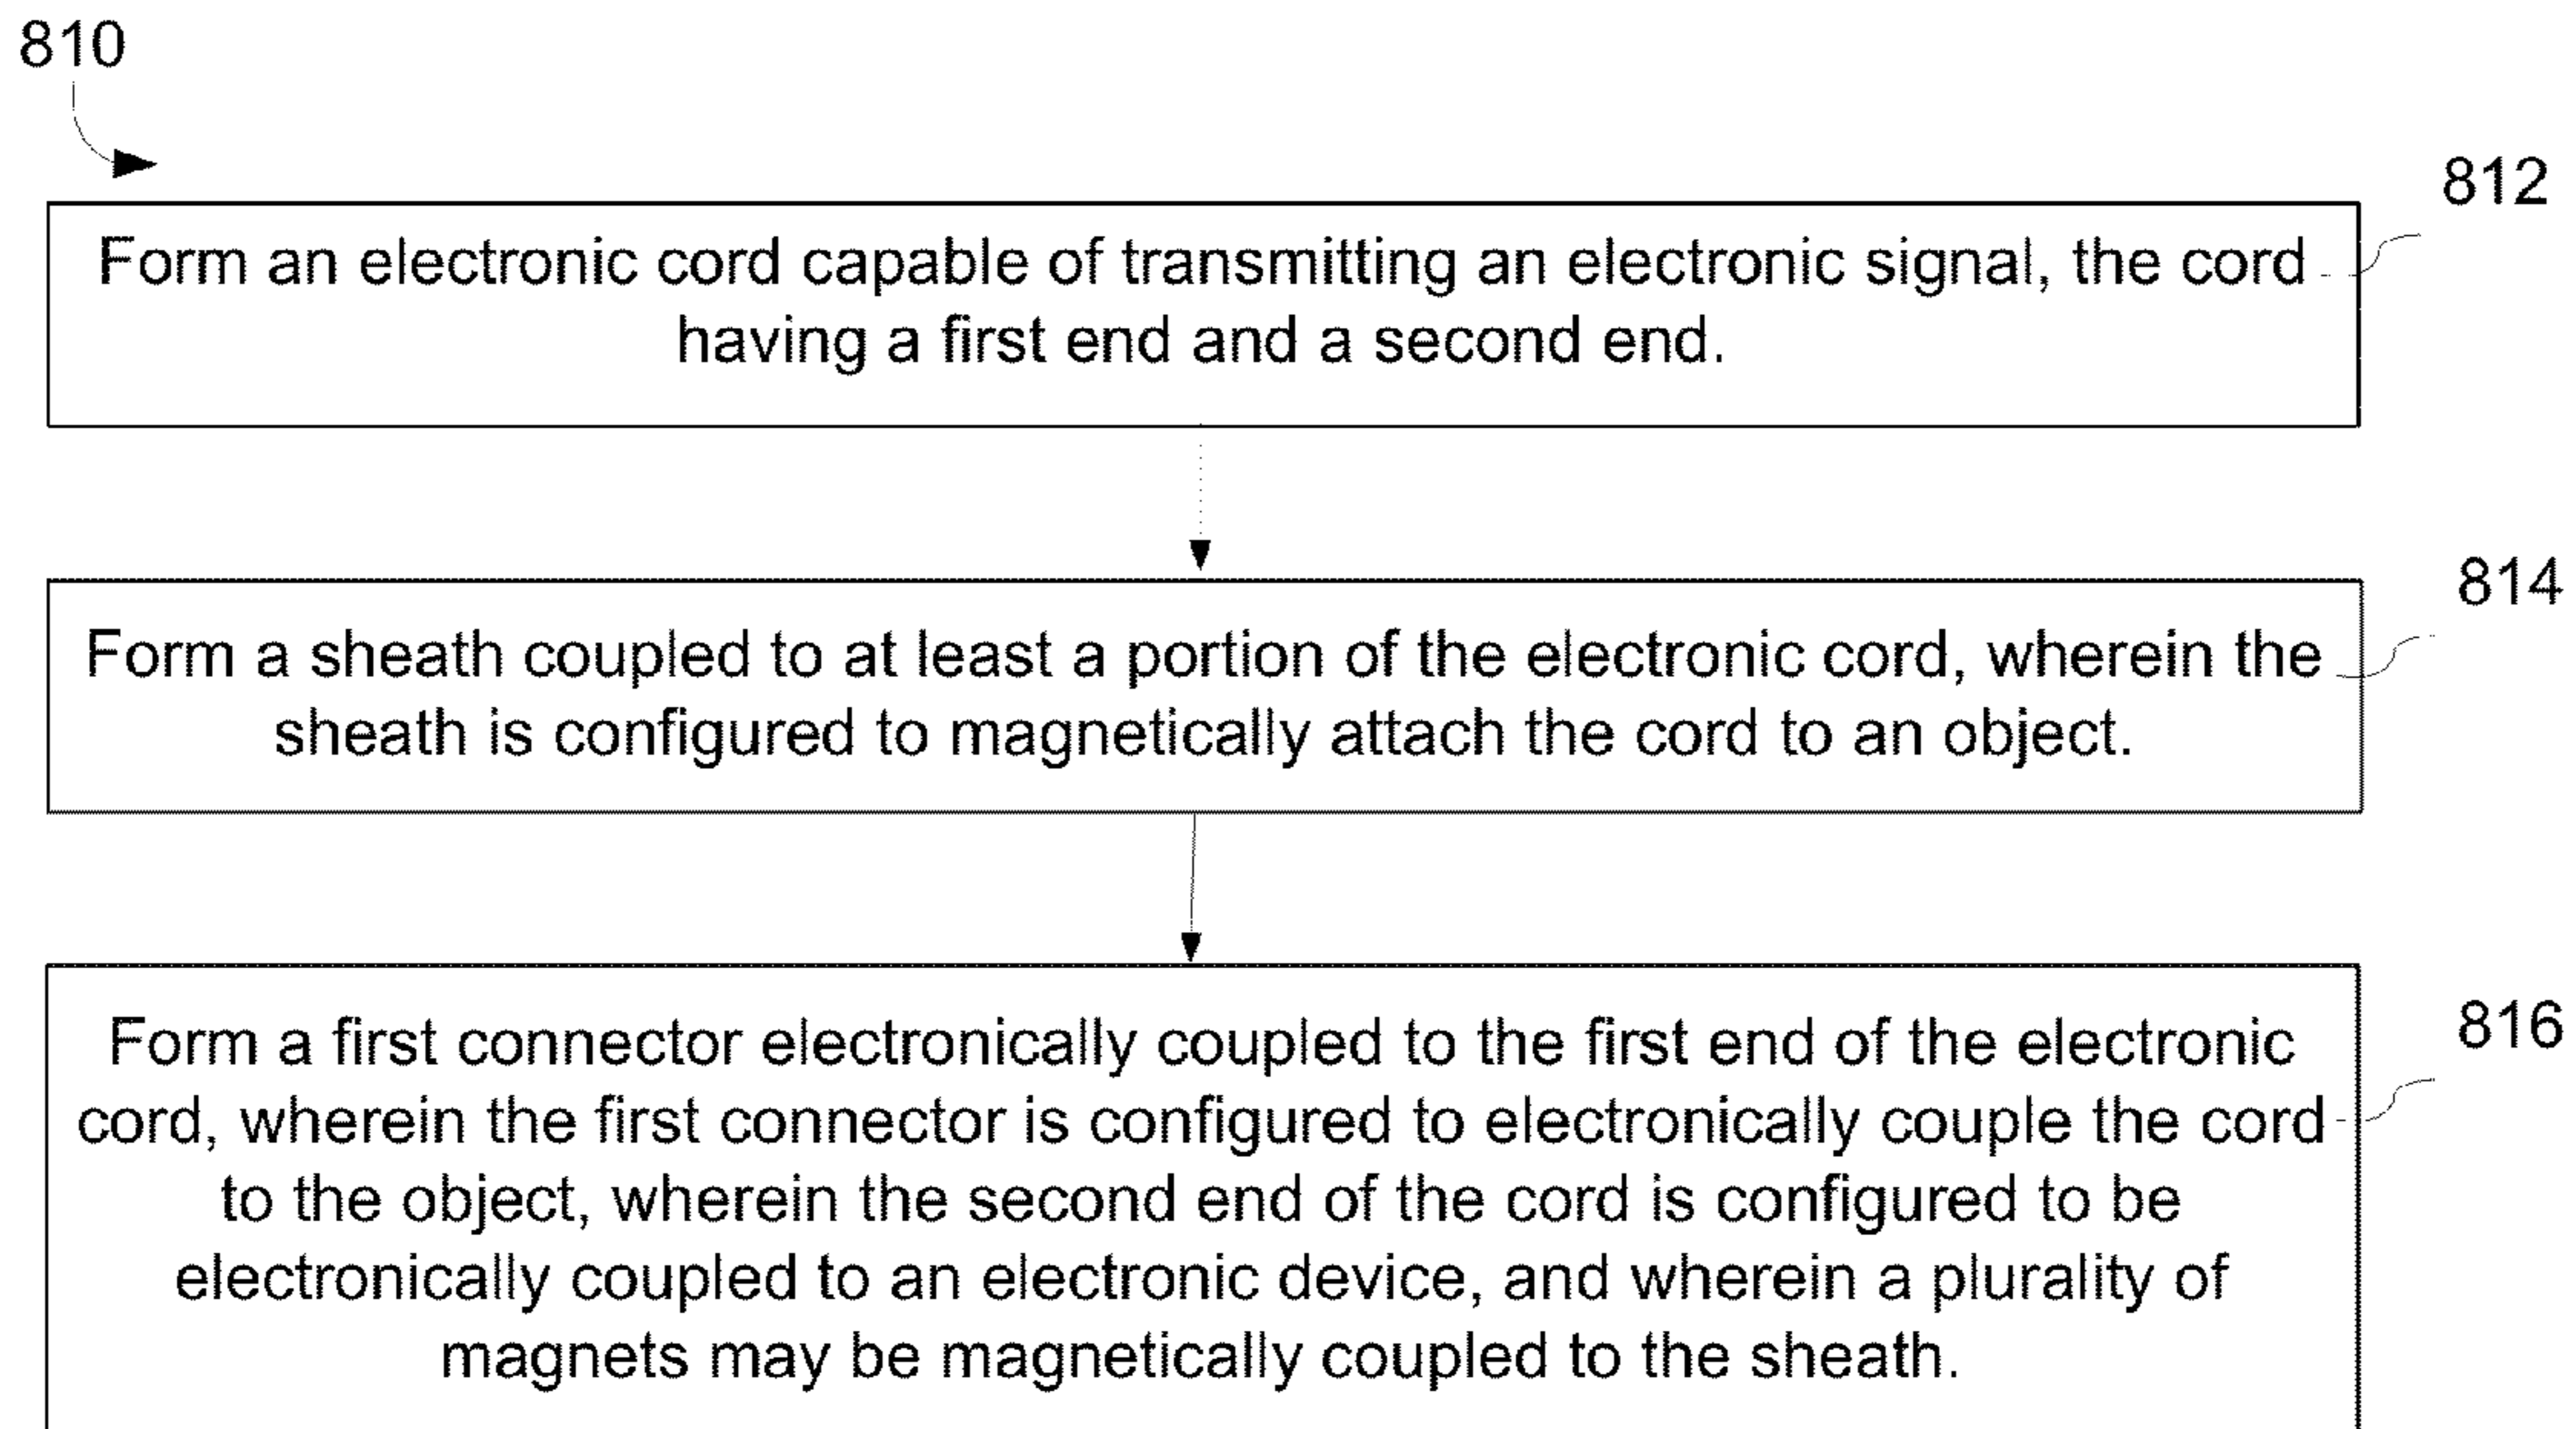 810
812
Form an electronic cord capable of transmitting an electronic signal, the cord
having a first end and a second end.
814
Form a sheath coupled to at least a portion of the electronic cord, wherein the
sheath is configured to magnetically attach the cord to an object.
816
Form a first connector electronically coupled to the first end of the electronic
cord, wherein the first connector is configured to electronically couple the cord
to the object, wherein the second end of the cord is configured to be
electronically coupled to an electronic device, and wherein a plurality of
magnets may be magnetically coupled to the sheath.